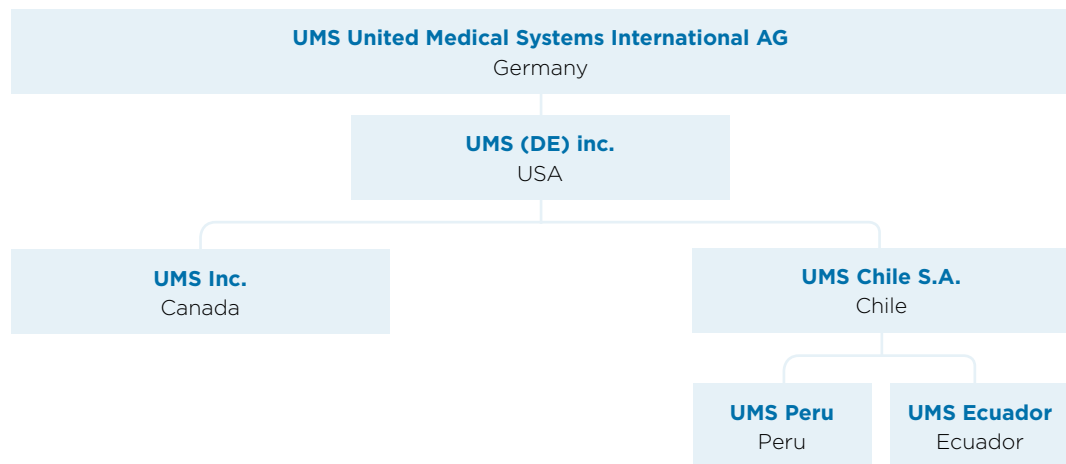 UMS United Medical Systems International AG
Germany
UMS (DE) inc.
USA
UMS Inc.
Canada
UMS Chile S.A.
Chile
UMS Peru
Peru
UMS Ecuador
Ecuador